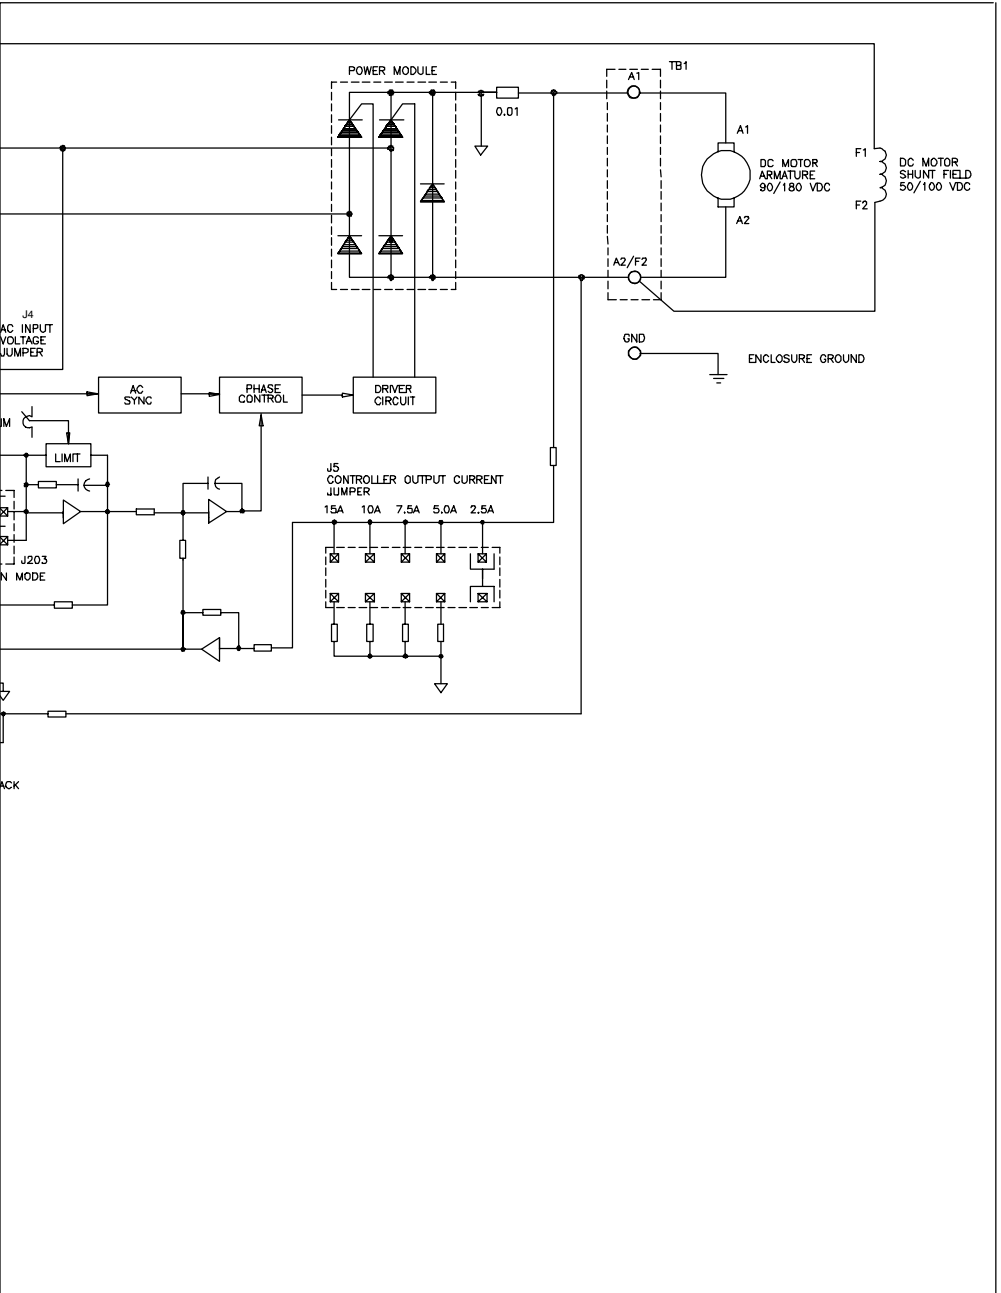 POWER MODULE
TB1
A1
0.01
A1
F1
DC MOTOR
ARMATURE
90/180 VDC
DC MOTOR
SHUNT FIELD
50/100 VDC
F2
A2
A2/F2
J4
AC INPUT
VOLTAGE
JUMPER
GND
ENCLOSURE GROUND
AC
SYNC
PHASE
CONTROL
DRIVER
CIRCUIT
IM
LIMIT
J5
CONTROLLER OUTPUT CURRENT
JUMPER
15A 10A 7.5A 5.0A 2.5A
J203
N MODE
ACK